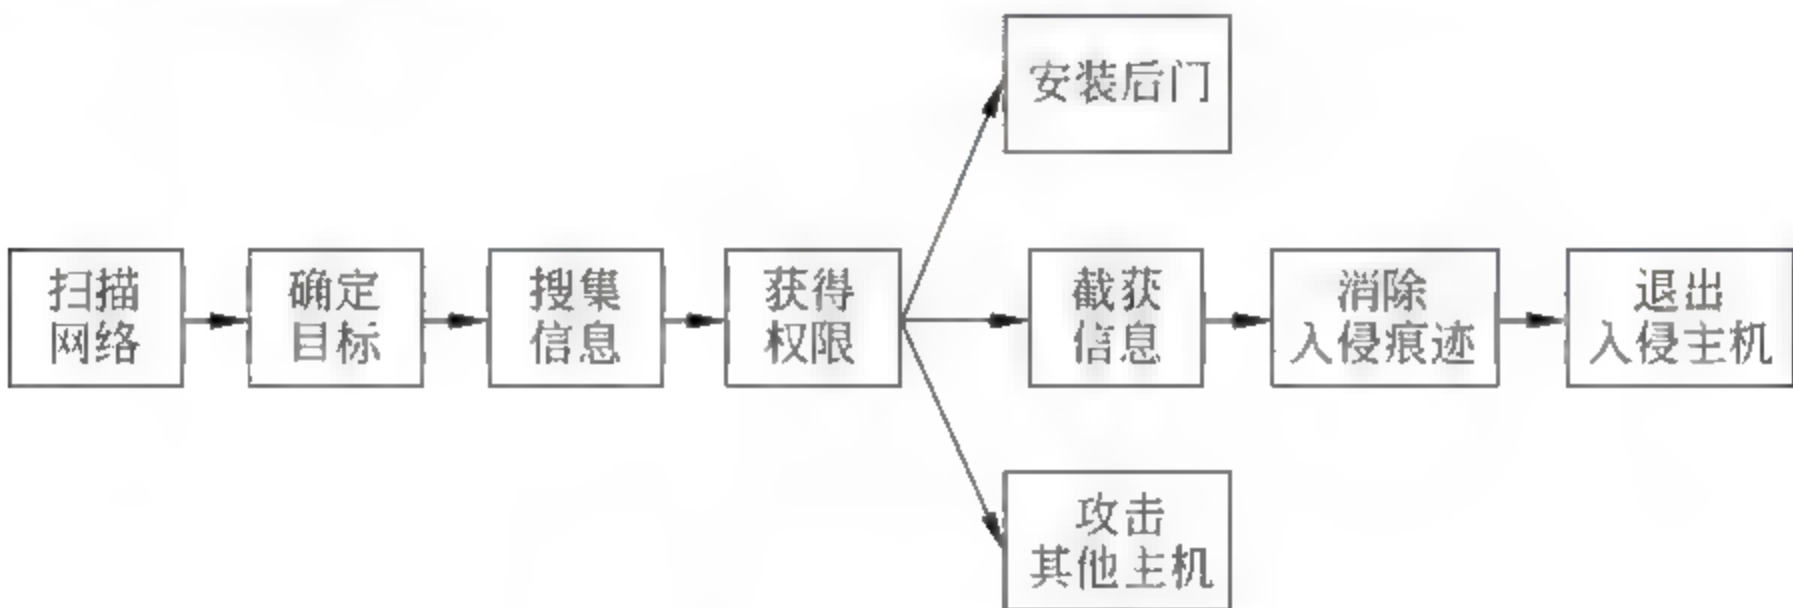 安装后门
扫描
网络
确定
目标
搜集
信息
获得
权限
截获
信息
消除
入侵痕迹
退出
入侵主机
攻击
其他主机